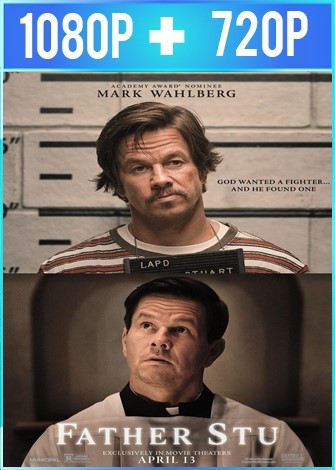 1080P + 720P
ACADEMY AWARD® NOMINEE
MARK WAHLBERG
GOD WANTED A FIGHTER...
AND HE FOUND ONE
LAPD
FATHER STU
EXCLUSIVELY IN MOVIE THEATERS
APRIL 13